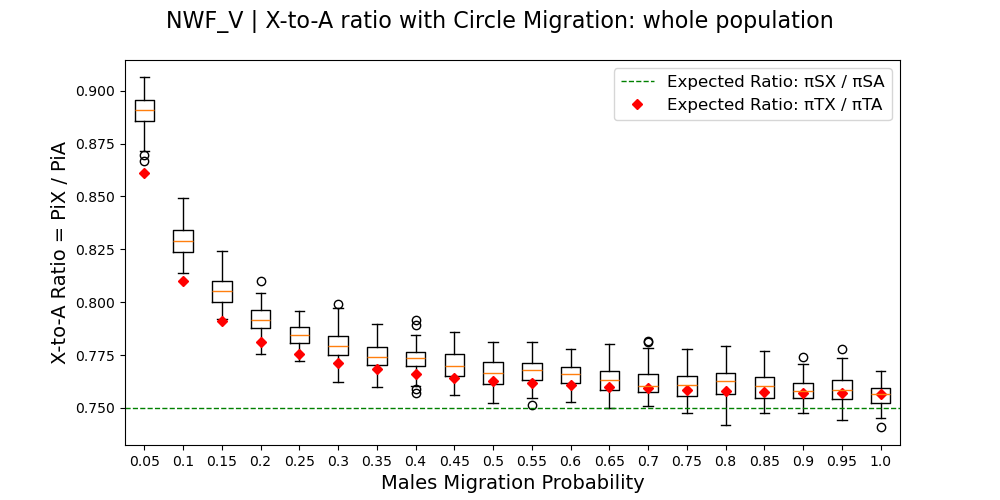 NWF_V | X-to-A ratio with Circle Migration: whole population
Expected Ratio: πSX / πSA
Expected Ratio: πTX / πTA
X-to-A Ratio = PiX / PiA
0.900
0.875
0.850
0.825
0.800
0.775
0.750
0.05 0.1 0.15 0.2 0.25 0.3 0.35 0.4 0.45 0.5 0.55 0.6 0.65 0.7 0.75 0.8 0.85 0.9 0.95 1.0
Males Migration Probability